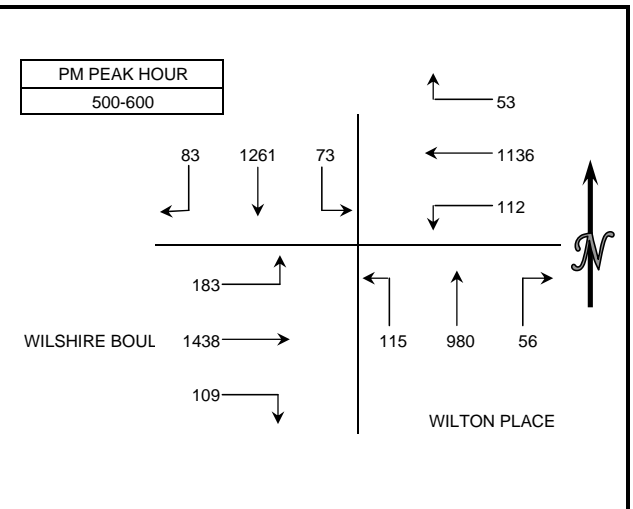 PM PEAK HOUR
500-600
53
83 1261 73
1136
112
N
183
WILSHIRE BOUL 1438
115 980 56
109
WILTON PLACE